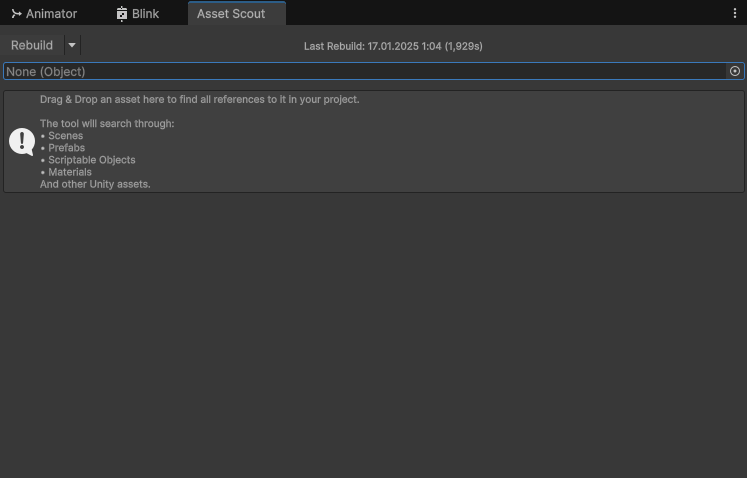 Animator Blink Asset Scout
Rebuild Last Rebuild: 17.01.2025 1:04 (1,929s)
None (Object)
Drag & Drop an asset here to find all references to it in your project.
The tool will search through:
• Scenes
• Prefabs
• Scriptable Objects
• Materials
And other Unity assets.